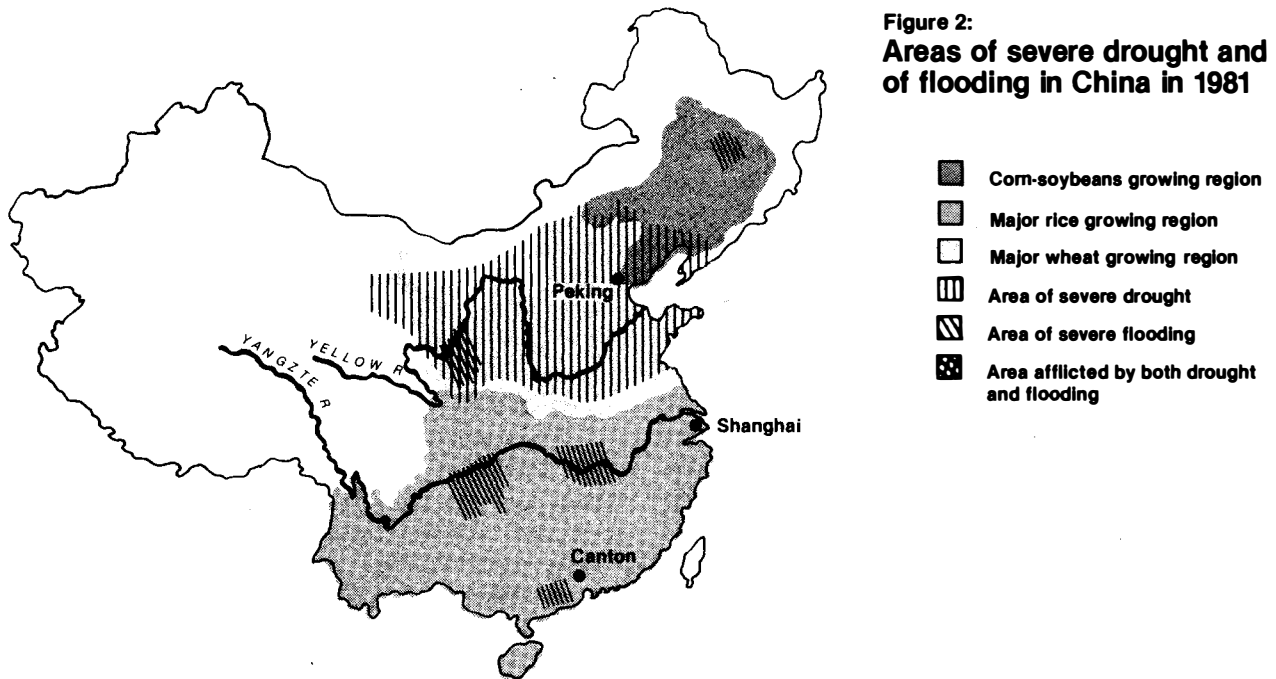 Figure 2:
Areas of severe drought and
of flooding in China in 1981
Corn-soybeans growing region
Major rice growing region
Major wheat growing region
Area of severe drought
Area of severe flooding
Area afflicted by both drought
and flooding
Peking
YELLOW R
YANGZTE R
Shanghai
Canton